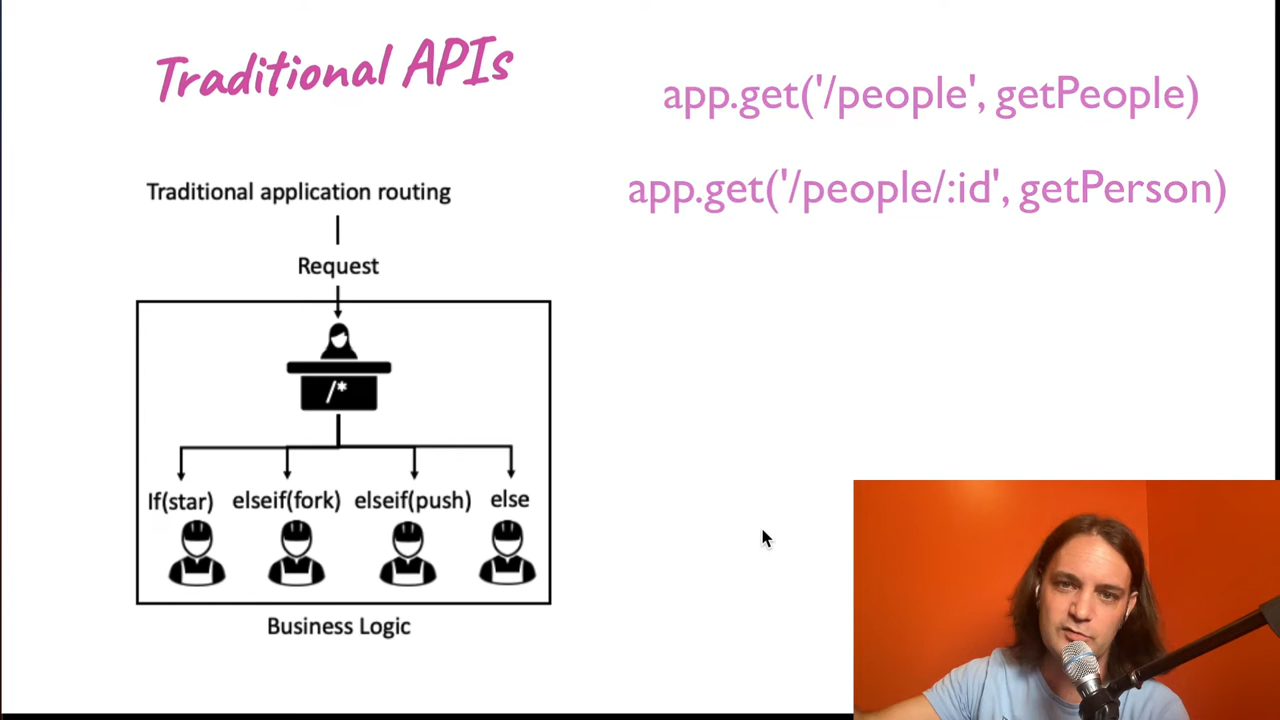 Traditional APIs
app.get('/people', getPeople)
app.get('/people/:id', getPerson)
Traditional application routing
Request
/*
If(star) elseif(fork) elseif(push) else
Business Logic